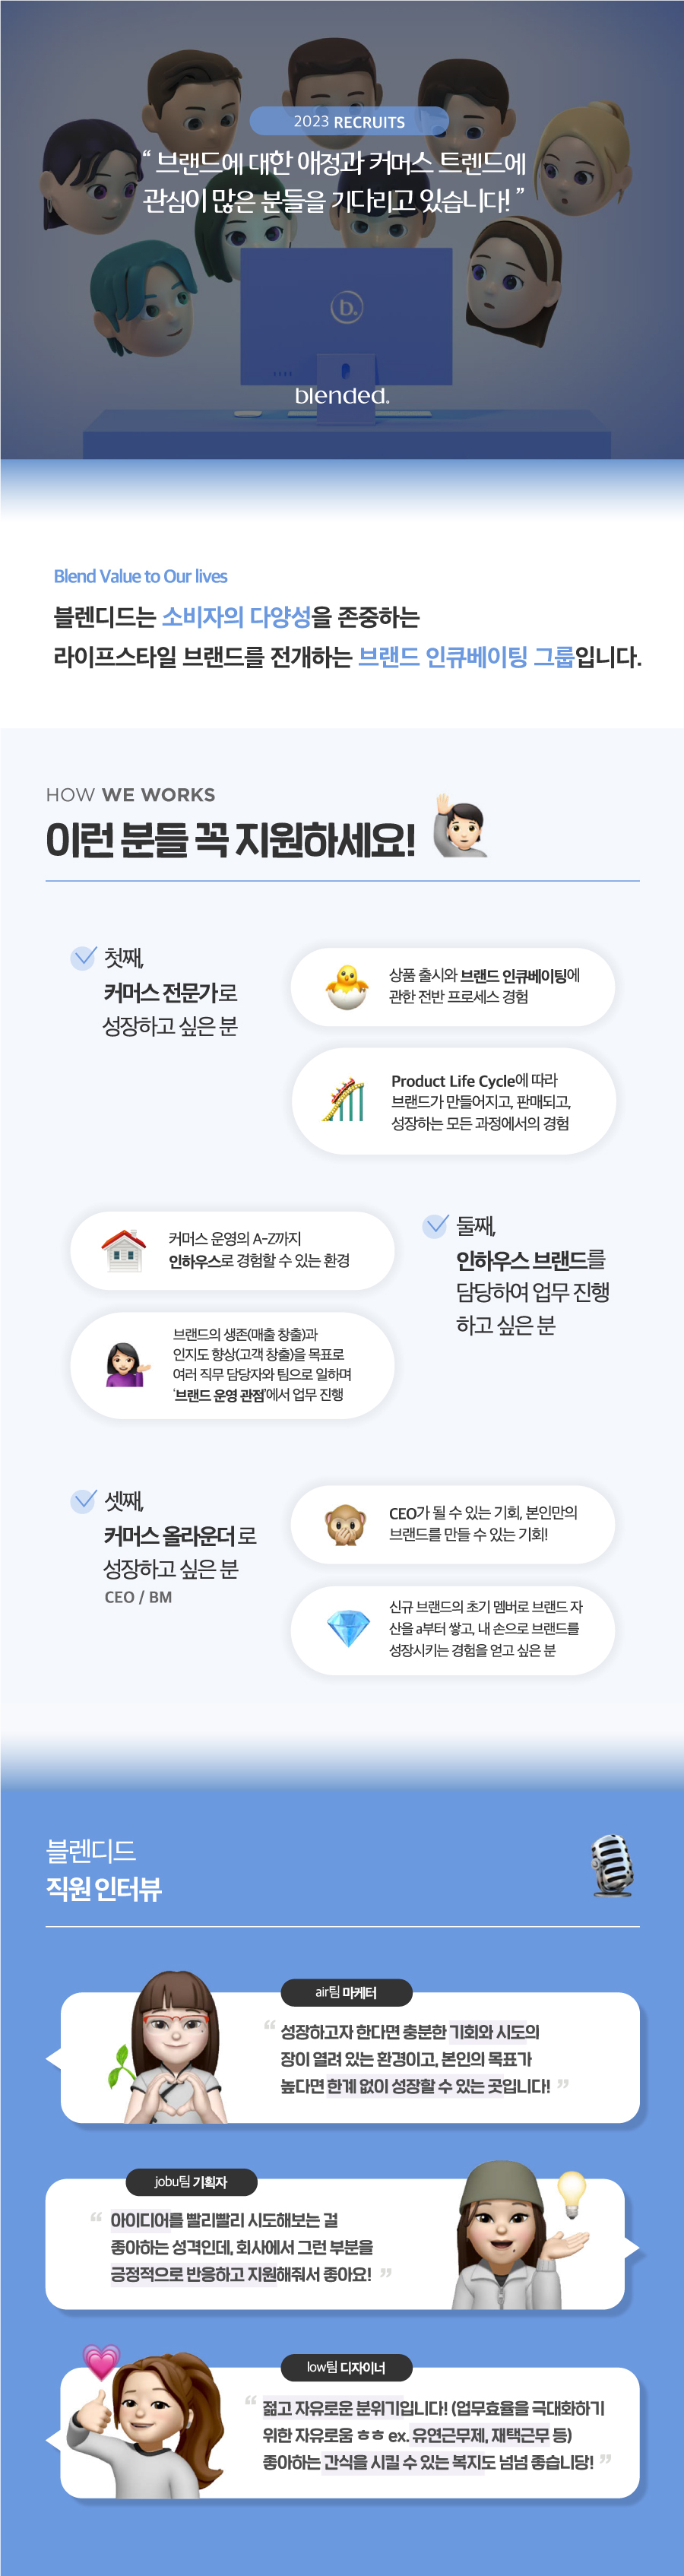 2023 RECRUITS
“ 브랜드에 대한 애정과 커머스 트렌드에
관심이 많은 분들을 기다리고 있습니다! ”
b.
blended.
Blend Value to Our lives
블렌디드는 소비자의 다양성을 존중하는
라이프스타일 브랜드를 전개하는 브랜드 인큐베이팅 그룹입니다.
HOW WE WORKS
이런 분들 꼭 지원하세요!
첫째,
커머스 전문가로
성장하고 싶은 분
상품 출시와 브랜드 인큐베이팅에
관한 전반 프로세스 경험
Product Life Cycle에 따라
브랜드가 만들어지고, 판매되고,
성장하는 모든 과정에서의 경험
둘째,
인하우스 브랜드를
담당하여 업무 진행
하고 싶은 분
커머스 운영의 A-Z까지
인하우스로 경험할 수 있는 환경
브랜드의 생존(매출 창출)과
인지도 향상(고객 창출)을 목표로
여러 직무 담당자와 팀으로 일하며
‘브랜드 운영 관점’에서 업무 진행
셋째,
커머스 올라운더 로
성장하고 싶은 분
CEO / BM
CEO가 될 수 있는 기회, 본인만의
브랜드를 만들 수 있는 기회!
신규 브랜드의 초기 멤버로 브랜드 자
산을 a부터 쌓고, 내 손으로 브랜드를
성장시키는 경험을 얻고 싶은 분
블렌디드
직원 인터뷰
air팀 마케터
“ 성장하고자 한다면 충분한 기회와 시도의
장이 열려 있는 환경이고, 본인의 목표가
높다면 한계 없이 성장할 수 있는 곳입니다! ”
jobu팀 기획자
“ 아이디어를 빨리빨리 시도해보는 걸
좋아하는 성격인데, 회사에서 그런 부분을
긍정적으로 반응하고 지원해줘서 좋아요! ”
low팀 디자이너
“ 젊고 자유로운 분위기입니다! (업무효율을 극대화하기
위한 자유로움 ㅎㅎ ex. 유연근무제, 재택근무 등)
좋아하는 간식을 시킬 수 있는 복지도 넘넘 좋습니당! ”